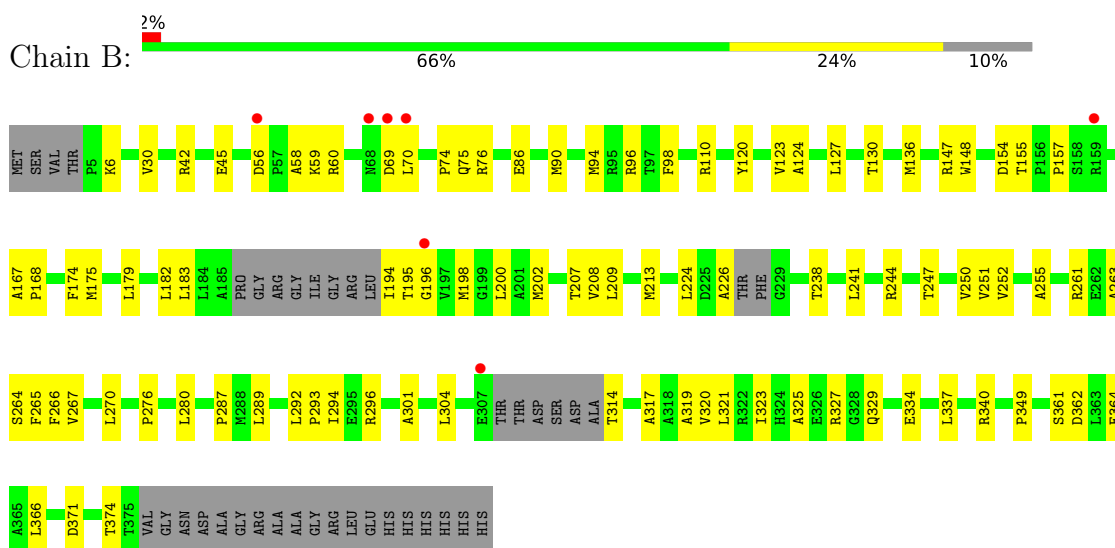 2%
Chain B:
66% 24% 10%
MET SER VAL THR P5 K6 V30 R42 E45 D56 P57 A58 K59 R60 N68 D69 L70 P74 Q75 R76 E86 M90 M94 R95 R96 T97 F98 R110 Y120 V123 A124 L127 T130 M136 R147 W148 D154 T155 P156 P157 S158 R159
A167 P168 F174 M175 L179 L182 L183 L184 A185 PRO GLY ARG GLY ILE GLY ARG LEU I194 T195 G196 V197 M198 G199 L200 A201 M202 T207 V208 L209 M213 L224 D225 A226 THR PHE G229 T238 L241 R244 T247 V250 V251 V252 A255 R261 E262 A263
S264 F265 F266 V267 L270 P276 L280 P287 M288 L289 L292 P293 I294 E295 R296 A301 L304 E307 THR THR ASP SER ASP ALA T314 A317 A318 A319 V320 L321 R322 I323 H324 A325 E326 R327 G328 Q329 E334 L337 R340 P349 S361 D362 L363 E364
A365 L366 D371 T374 T375 VAL GLY ASN ASP ALA GLY ARG ALA ALA GLY ARG LEU GLU HIS HIS HIS HIS HIS HIS